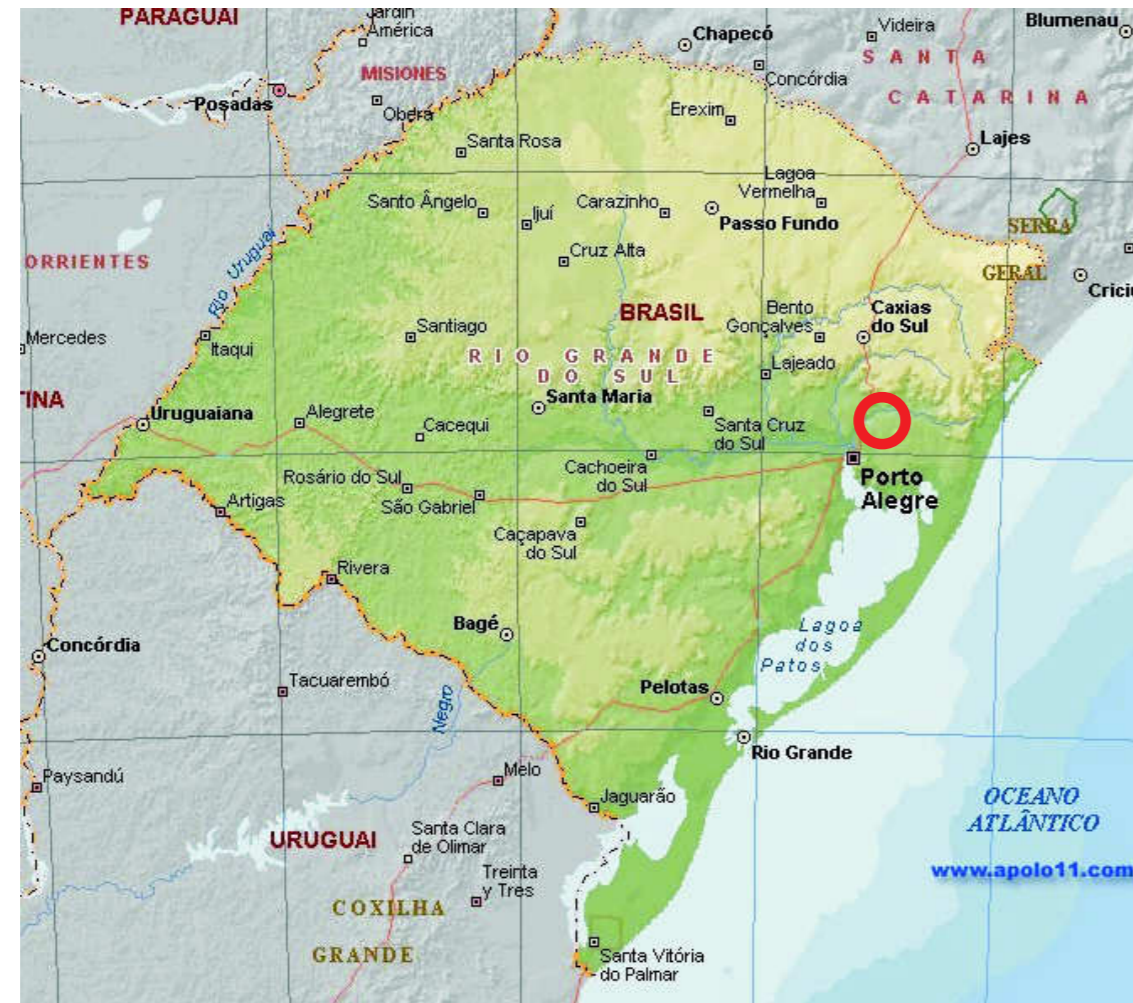 PARAGUAI
Jardín
América
Chapecó
Videira
Blumenau
SANTA
CATARINA
MISIONES
Concórdia
Posadas
Oberá
Erexim
Lajes
Santa Rosa
Lagoa
Vermelha
Santo Ângelo
Ijuí
Carazinho
Passo Fundo
SERRA
GERAL
ORRIENTES
Rio Uruguai
Cruz Alta
Criciú
BRASIL
Bento
Gonçalves
Caxias
do Sul
Mercedes
Itaqui
Santiago
RIO GRANDE
DO SUL
Lajeado
TINA
Uruguaiana
Alegrete
Cacequi
Santa Maria
Santa Cruz
do Sul
Rosário do Sul
Cachoeira
do Sul
Porto
Alegre
Artigas
São Gabriel
Caçapava
do Sul
Rivera
Bagé
Lagoa
dos
Patos
Concórdia
Tacuarembó
Negro
Pelotas
Rio Grande
Paysandú
Melo
Jaguarão
OCEANO
ATLÂNTICO
URUGUAI
Santa Clara
de Olimar
Treinta
y Tres
www.apolo11.com
COXILHA
GRANDE
Santa Vitória
do Palmar